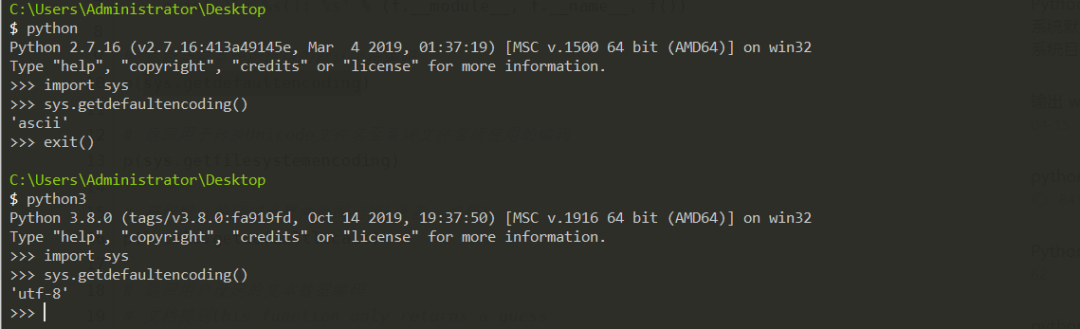 C:\Users\Administrator\Desktop
$ python
Python 2.7.16 (v2.7.16:413a49145e, Mar  4 2019, 01:37:19) [MSC v.1500 64 bit (AMD64)] on win32
Type "help", "copyright", "credits" or "license" for more information.
>>> import sys
>>> sys.getdefaultencoding()
'ascii'
>>> exit()
C:\Users\Administrator\Desktop
$ python3
Python 3.8.0 (tags/v3.8.0:fa919fd, Oct 14 2019, 19:37:50) [MSC v.1916 64 bit (AMD64)] on win32
Type "help", "copyright", "credits" or "license" for more information.
>>> import sys
>>> sys.getdefaultencoding()
'utf-8'
>>>